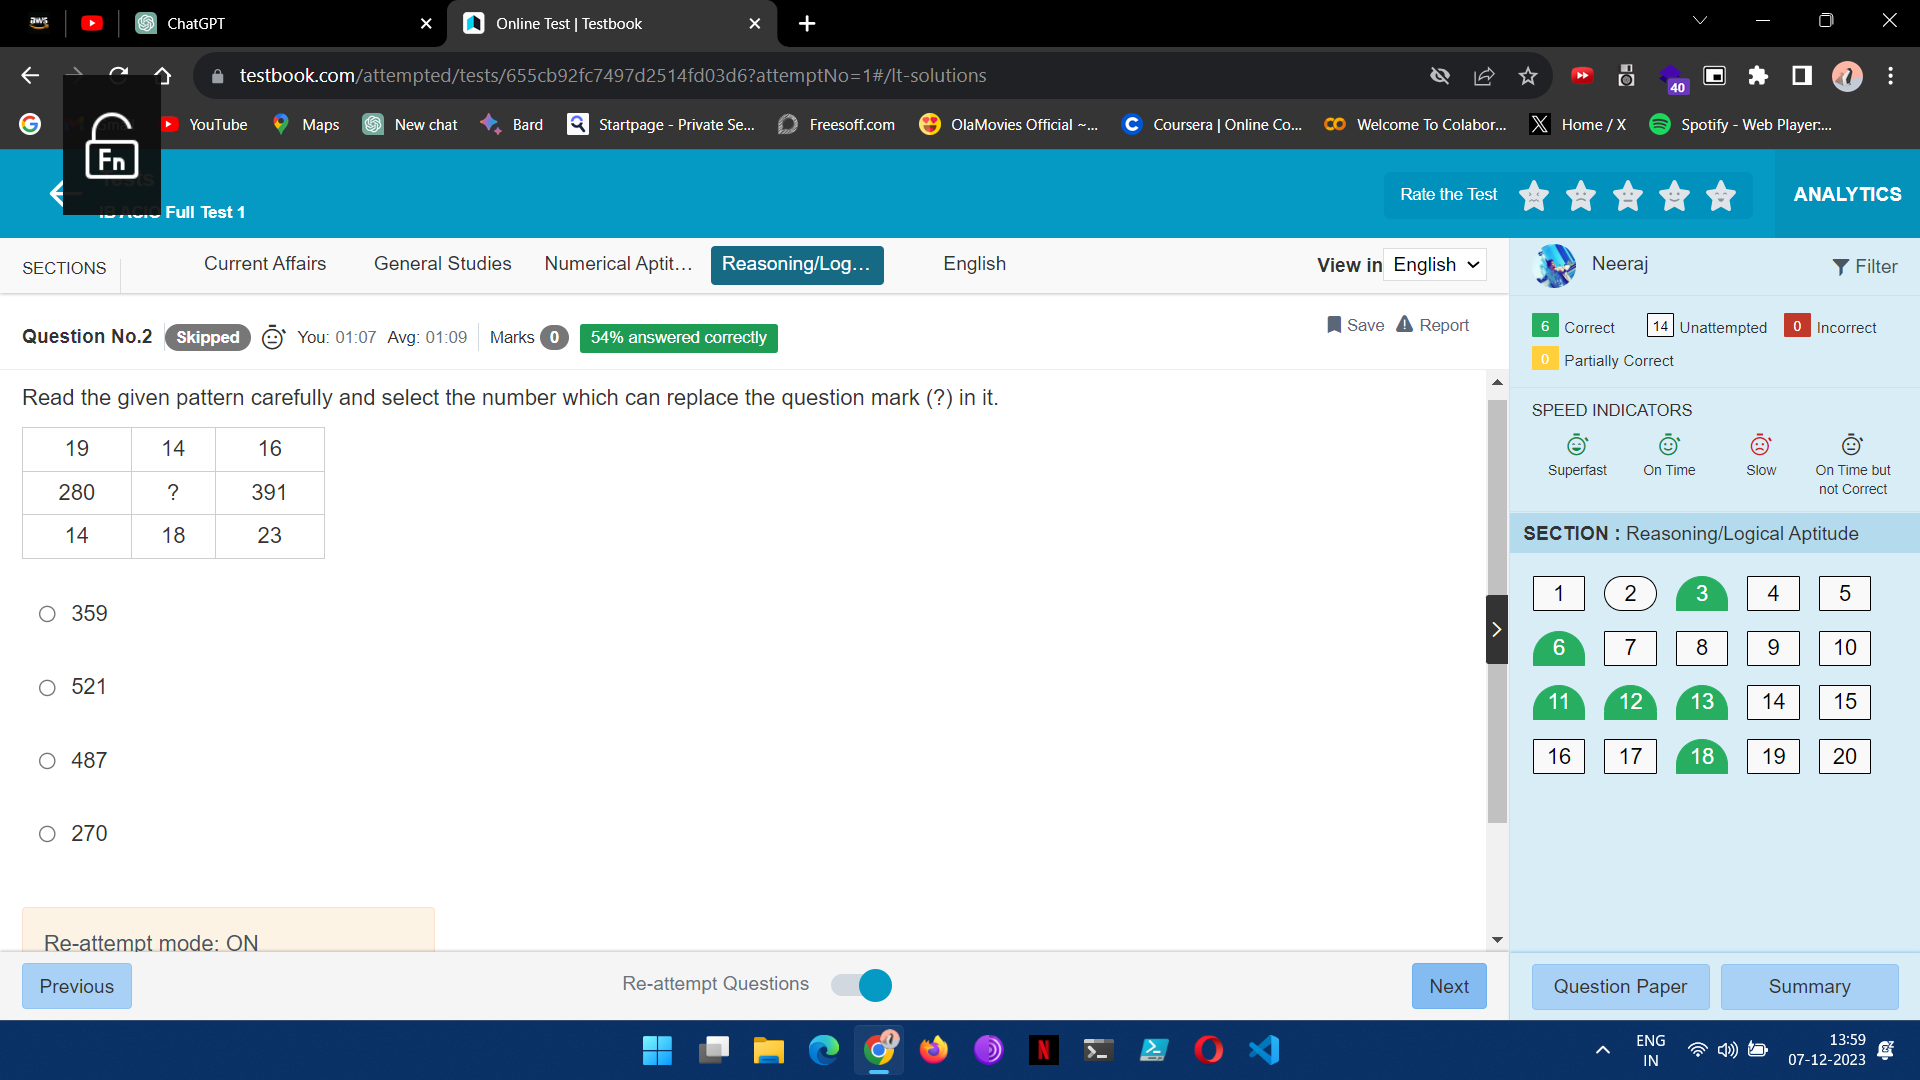 aws
ChatGPT
Online Test | Testbook
testbook.com/attempted/tests/655cb92fc7497d2514fd03d6?attemptNo=1#/lt-solutions
40
YouTube
Maps
New chat
Bard
Startpage - Private Se...
Freesoff.com
OlaMovies Official ~...
Coursera | Online Co...
Welcome To Colabor...
Home / X
Spotify - Web Player:...
Fn
Tests
IB ACIO Full Test 1
Rate the Test
ANALYTICS
SECTIONS
Current Affairs
General Studies
Numerical Aptit...
Reasoning/Log...
English
View in English
Neeraj
Filter
Question No.2 Skipped You: 01:07 Avg: 01:09 Marks 0 54% answered correctly
Save Report
6 Correct 14 Unattempted 0 Incorrect
0 Partially Correct
Read the given pattern carefully and select the number which can replace the question mark (?) in it.
19 14 16
280 ? 391
14 18 23
359
521
487
270
Re-attempt mode: ON
SPEED INDICATORS
Superfast
On Time
Slow
On Time but
not Correct
SECTION : Reasoning/Logical Aptitude
1 2 3 4 5
6 7 8 9 10
11 12 13 14 15
16 17 18 19 20
Previous
Re-attempt Questions
Next
Question Paper
Summary
N
ENG
IN
13:59
07-12-2023